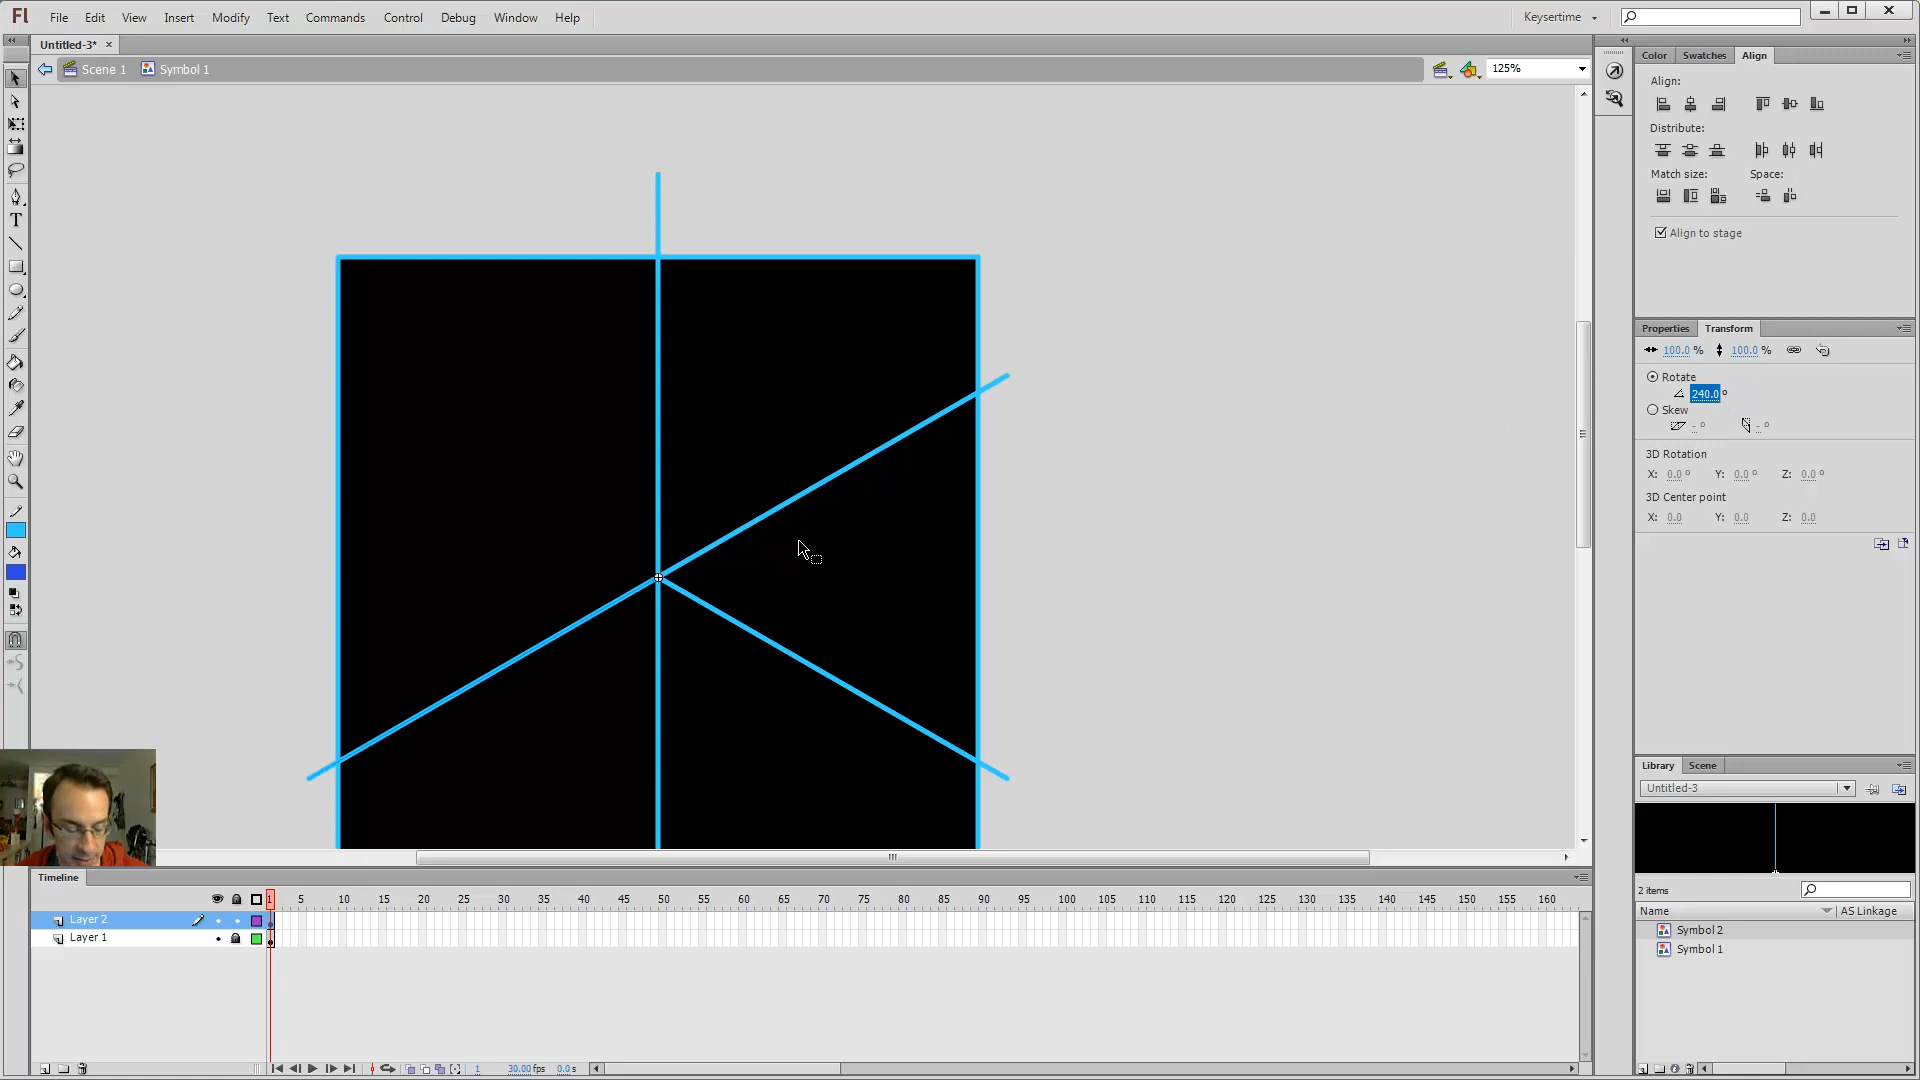 Fl File Edit View Insert Modify Text Commands Control Debug Window Help Keysertime
Untitled-3* ×
Scene 1 Symbol 1 125%
Color Swatches Align
Align:
Distribute:
Match size: Space:
Align to stage
Properties Transform
100.0 % 100.0 %
Rotate
240.0 °
Skew
- ° - °
3D Rotation
X: 0.0 ° Y: 0.0 ° Z: 0.0 °
3D Center point
X: 0.0 Y: 0.0 Z: 0.0
T
Library Scene
Untitled-3
2 items
Name AS Linkage
Symbol 2
Symbol 1
Timeline
1 5 10 15 20 25 30 35 40 45 50 55 60 65 70 75 80 85 90 95 100 105 110 115 120 125 130 135 140 145 150 155 160
Layer 2
Layer 1
1 30.00 fps 0.0 s